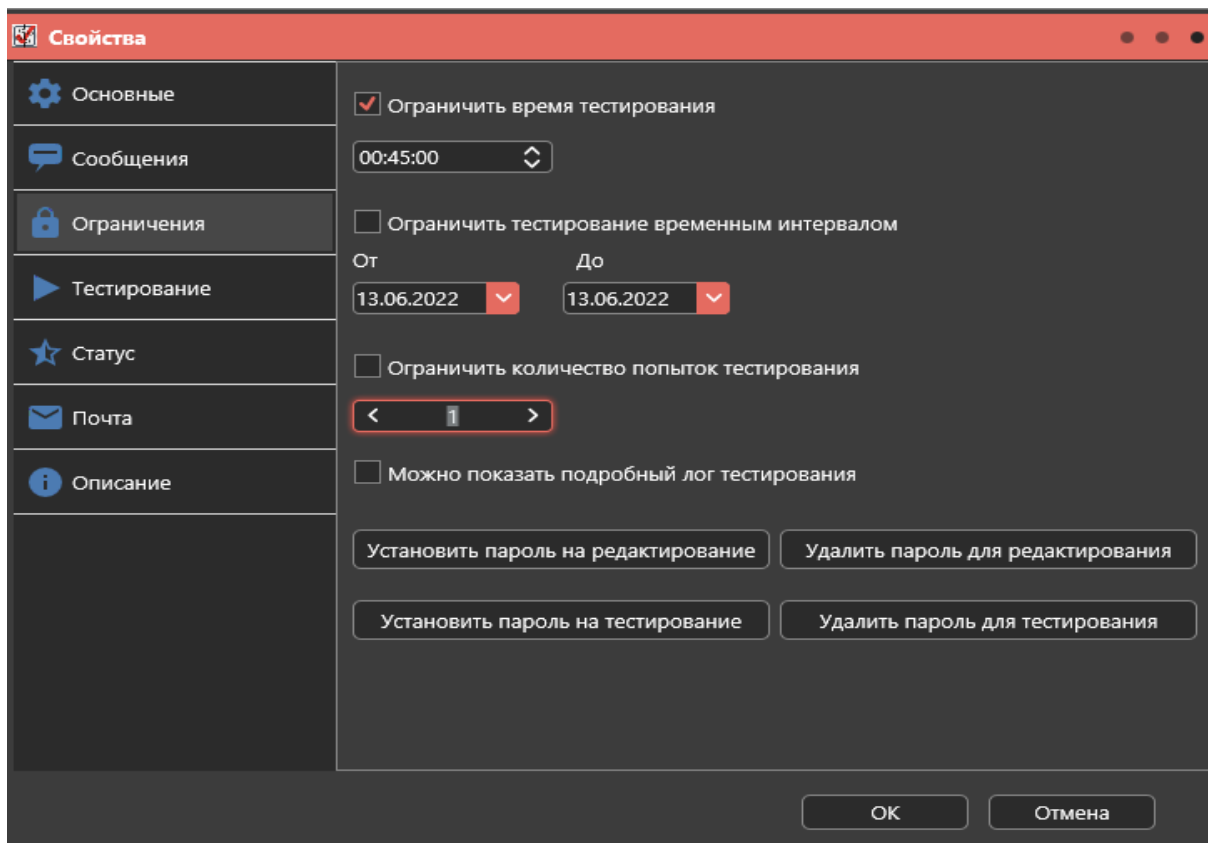 Свойства
Основные
Сообщения
Ограничения
Тестирование
Статус
Почта
Описание
Ограничить время тестирования
00:45:00
Ограничить тестирование временным интервалом
От До
13.06.2022 13.06.2022
Ограничить количество попыток тестирования
1
Можно показать подробный лог тестирования
Установить пароль на редактирование Удалить пароль для редактирования
Установить пароль на тестирование Удалить пароль для тестирования
ОК Отмена